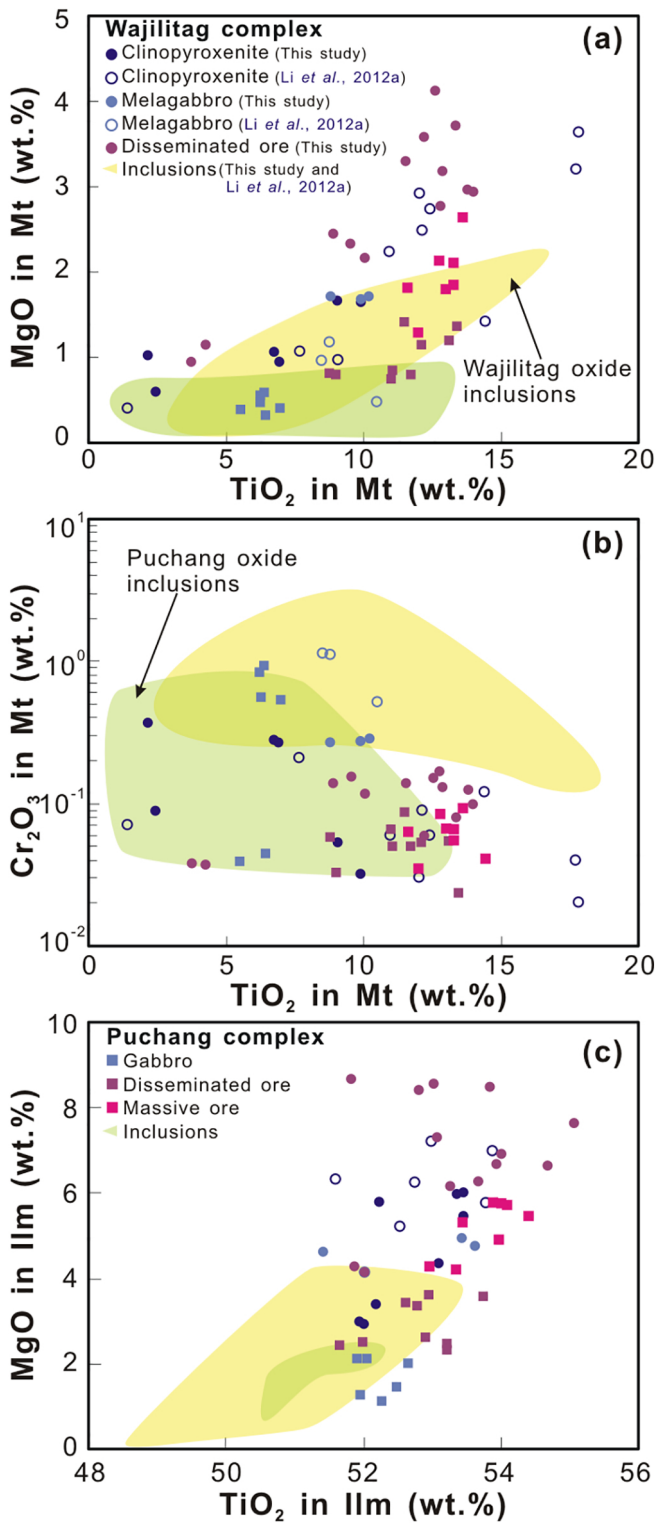 (a)
Wajilitag complex
Clinopyroxenite (This study)
Clinopyroxenite (Li et al., 2012a)
Melagabbro (This study)
Melagabbro (Li et al., 2012a)
Disseminated ore (This study)
Inclusions (This study and
Li et al., 2012a)
Wajilitag oxide
inclusions
MgO in Mt (wt.%)
5
4
3
2
1
0
0 5 10 15 20
TiO2 in Mt (wt.%)
(b)
Puchang oxide
inclusions
Cr2O3 in Mt (wt.%)
10^1
10^0
10^-1
10^-2
0 5 10 15 20
TiO2 in Mt (wt.%)
(c)
Puchang complex
Gabbro
Disseminated ore
Massive ore
Inclusions
MgO in Ilm (wt.%)
10
8
6
4
2
0
48 50 52 54 56
TiO2 in Ilm (wt.%)